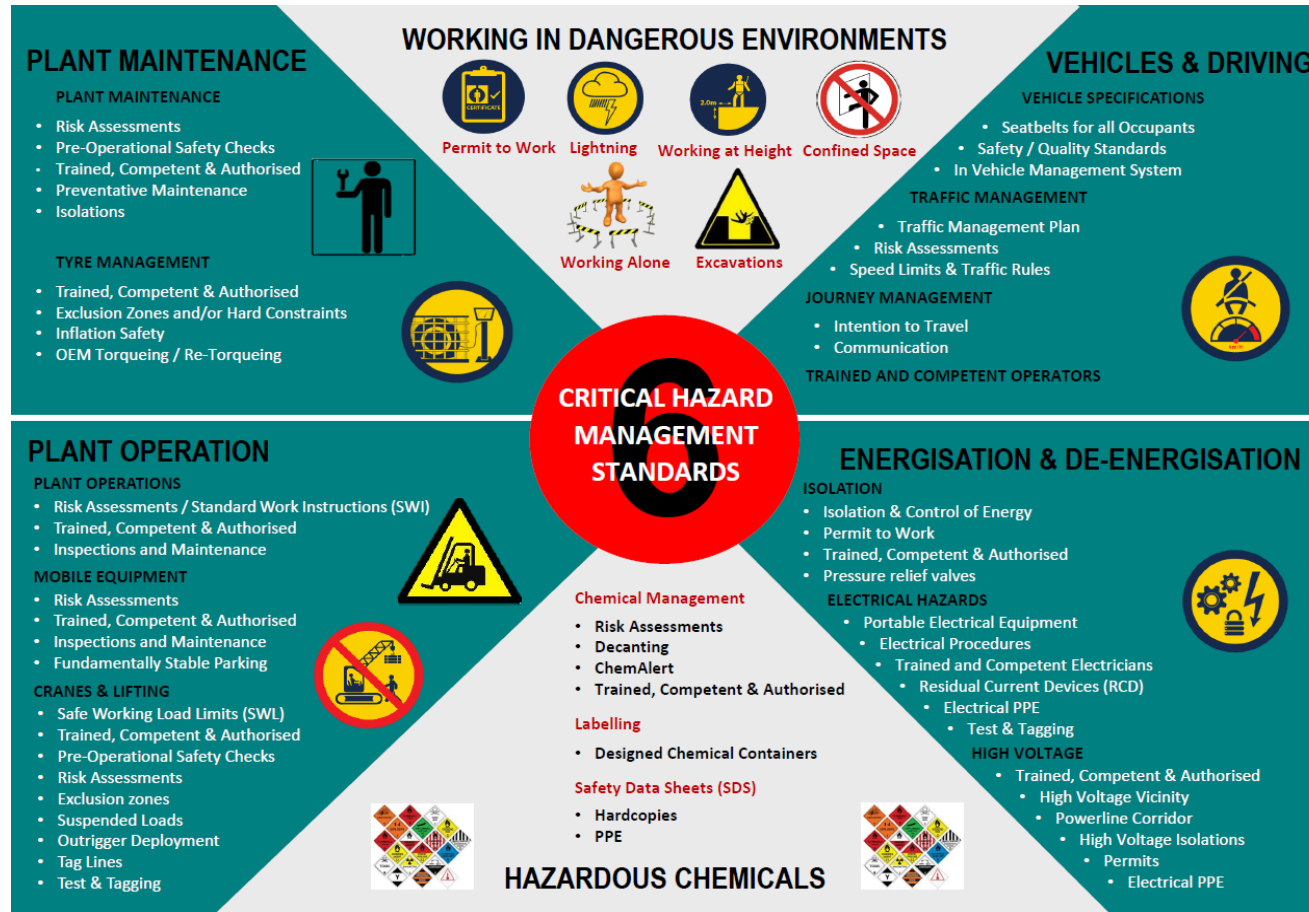 PLANT MAINTENANCE
PLANT MAINTENANCE
• Risk Assessments
• Pre-Operational Safety Checks
• Trained, Competent & Authorised
• Preventative Maintenance
• Isolations
TYRE MANAGEMENT
• Trained, Competent & Authorised
• Exclusion Zones and/or Hard Constraints
• Inflation Safety
• OEM Torqueing / Re-Torqueing
WORKING IN DANGEROUS ENVIRONMENTS
CERTIFICATE
2.0m
Permit to Work
Lightning
Working at Height
Confined Space
Working Alone
Excavations
VEHICLES & DRIVING
VEHICLE SPECIFICATIONS
• Seatbelts for all Occupants
• Safety / Quality Standards
• In Vehicle Management System
TRAFFIC MANAGEMENT
• Traffic Management Plan
• Risk Assessments
• Speed Limits & Traffic Rules
JOURNEY MANAGEMENT
• Intention to Travel
• Communication
TRAINED AND COMPETENT OPERATORS
km/h
6
CRITICAL HAZARD
MANAGEMENT
STANDARDS
PLANT OPERATION
PLANT OPERATIONS
• Risk Assessments / Standard Work Instructions (SWI)
• Trained, Competent & Authorised
• Inspections and Maintenance
MOBILE EQUIPMENT
• Risk Assessments
• Trained, Competent & Authorised
• Inspections and Maintenance
• Fundamentally Stable Parking
CRANES & LIFTING
• Safe Working Load Limits (SWL)
• Trained, Competent & Authorised
• Pre-Operational Safety Checks
• Risk Assessments
• Exclusion zones
• Suspended Loads
• Outrigger Deployment
• Tag Lines
• Test & Tagging
Chemical Management
• Risk Assessments
• Decanting
• ChemAlert
• Trained, Competent & Authorised
Labelling
• Designed Chemical Containers
Safety Data Sheets (SDS)
• Hardcopies
• PPE
HAZARDOUS CHEMICALS
ENERGISATION & DE-ENERGISATION
ISOLATION
• Isolation & Control of Energy
• Permit to Work
• Trained, Competent & Authorised
• Pressure relief valves
ELECTRICAL HAZARDS
• Portable Electrical Equipment
• Electrical Procedures
• Trained and Competent Electricians
• Residual Current Devices (RCD)
• Electrical PPE
• Test & Tagging
HIGH VOLTAGE
• Trained, Competent & Authorised
• High Voltage Vicinity
• Powerline Corridor
• High Voltage Isolations
• Permits
• Electrical PPE